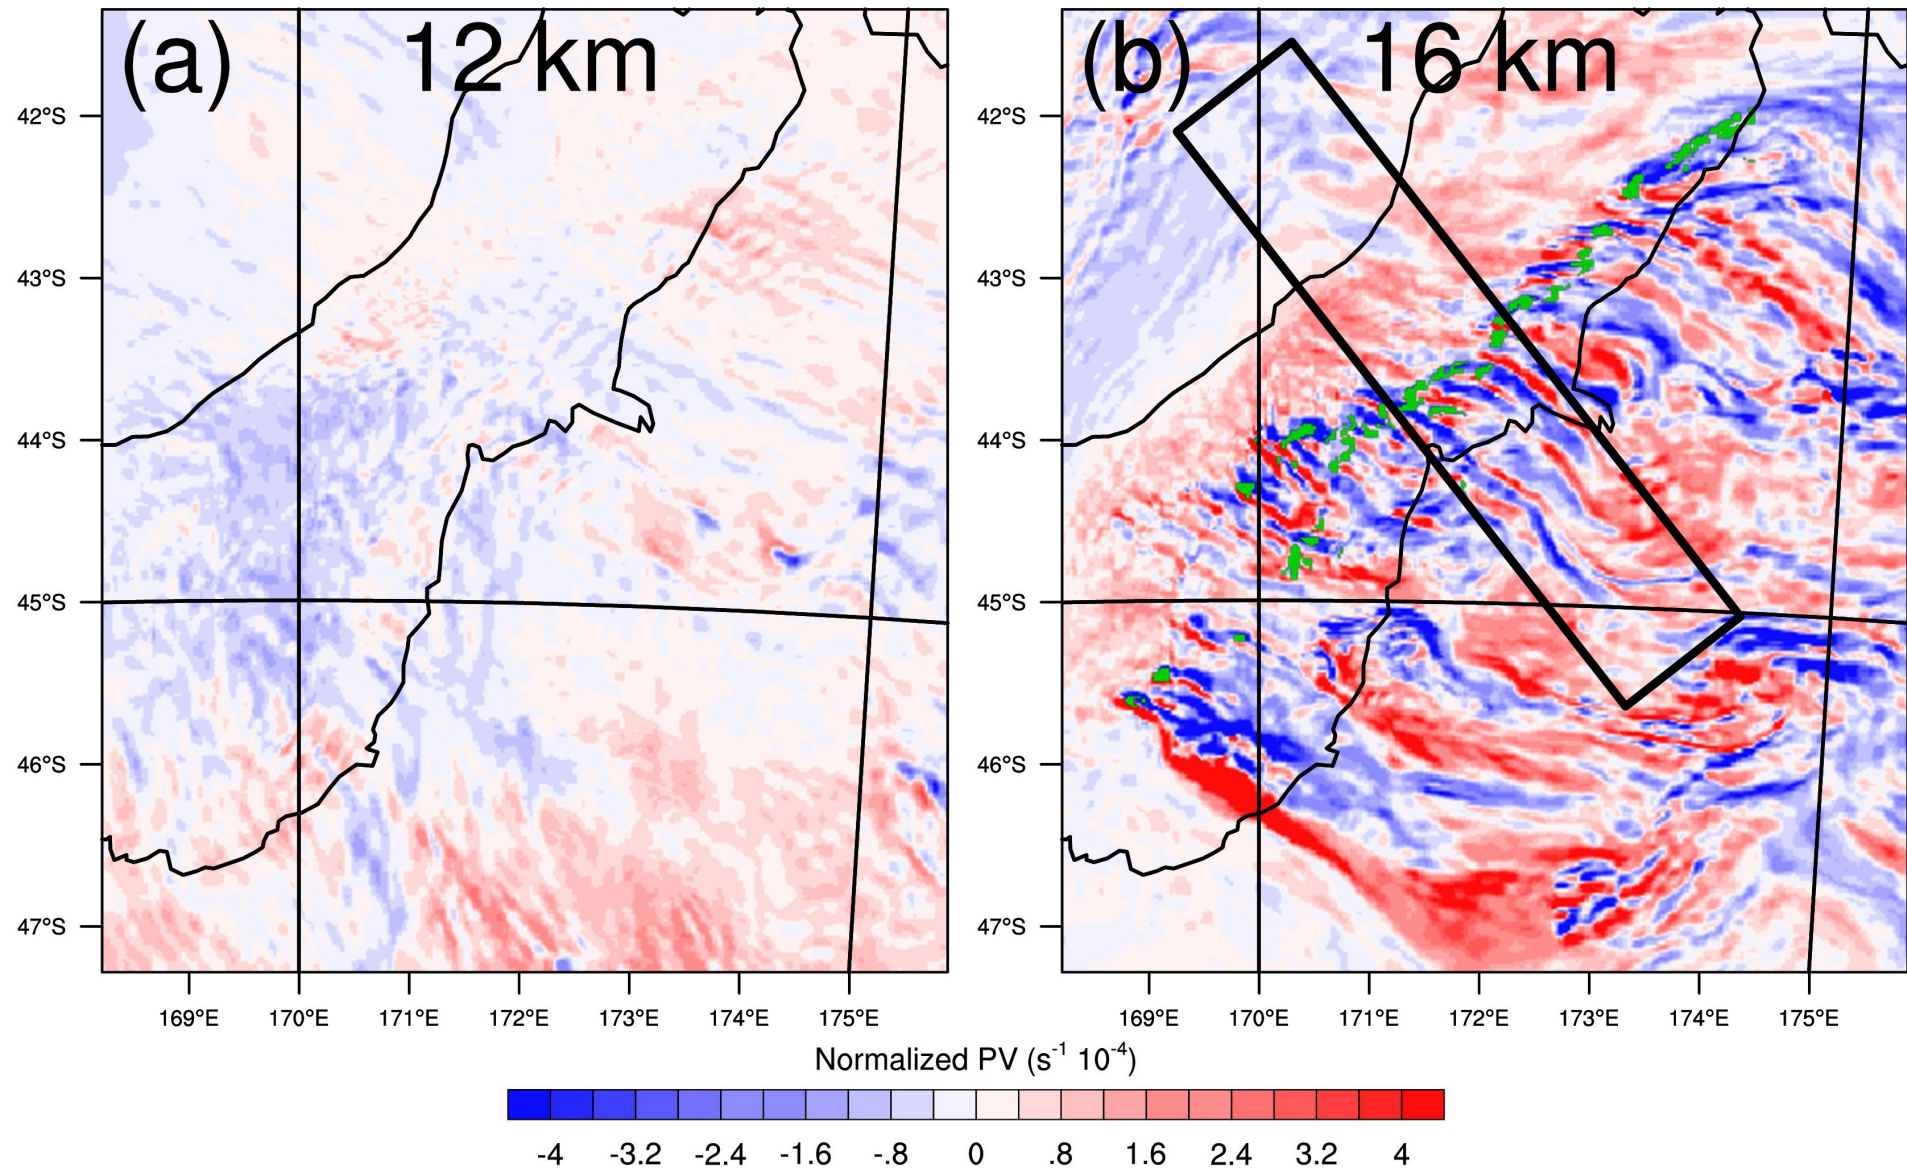 (a) 12 km
(b) 16 km
42°S
43°S
44°S
45°S
46°S
47°S
42°S
43°S
44°S
45°S
46°S
47°S
169°E 170°E 171°E 172°E 173°E 174°E 175°E
169°E 170°E 171°E 172°E 173°E 174°E 175°E
Normalized PV (s⁻¹ 10⁻⁴)
-4 -3.2 -2.4 -1.6 -.8 0 .8 1.6 2.4 3.2 4